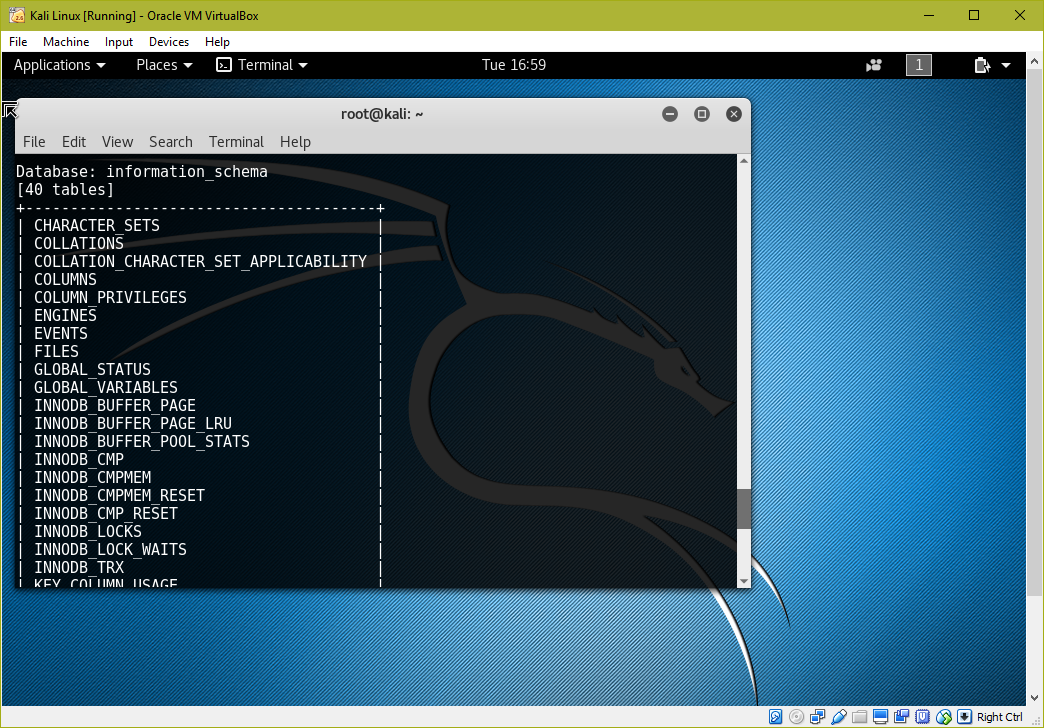 Kali Linux [Running] - Oracle VM VirtualBox
File Machine Input Devices Help
Applications Places Terminal Tue 16:59 1
root@kali: ~
File Edit View Search Terminal Help
Database: information_schema
[40 tables]
+---------------------------------------+
| CHARACTER_SETS |
| COLLATIONS |
| COLLATION_CHARACTER_SET_APPLICABILITY |
| COLUMNS |
| COLUMN_PRIVILEGES |
| ENGINES |
| EVENTS |
| FILES |
| GLOBAL_STATUS |
| GLOBAL_VARIABLES |
| INNODB_BUFFER_PAGE |
| INNODB_BUFFER_PAGE_LRU |
| INNODB_BUFFER_POOL_STATS |
| INNODB_CMP |
| INNODB_CMPMEM |
| INNODB_CMPMEM_RESET |
| INNODB_CMP_RESET |
| INNODB_LOCKS |
| INNODB_LOCK_WAITS |
| INNODB_TRX |
| KEY_COLUMN_USAGE |
Right Ctrl